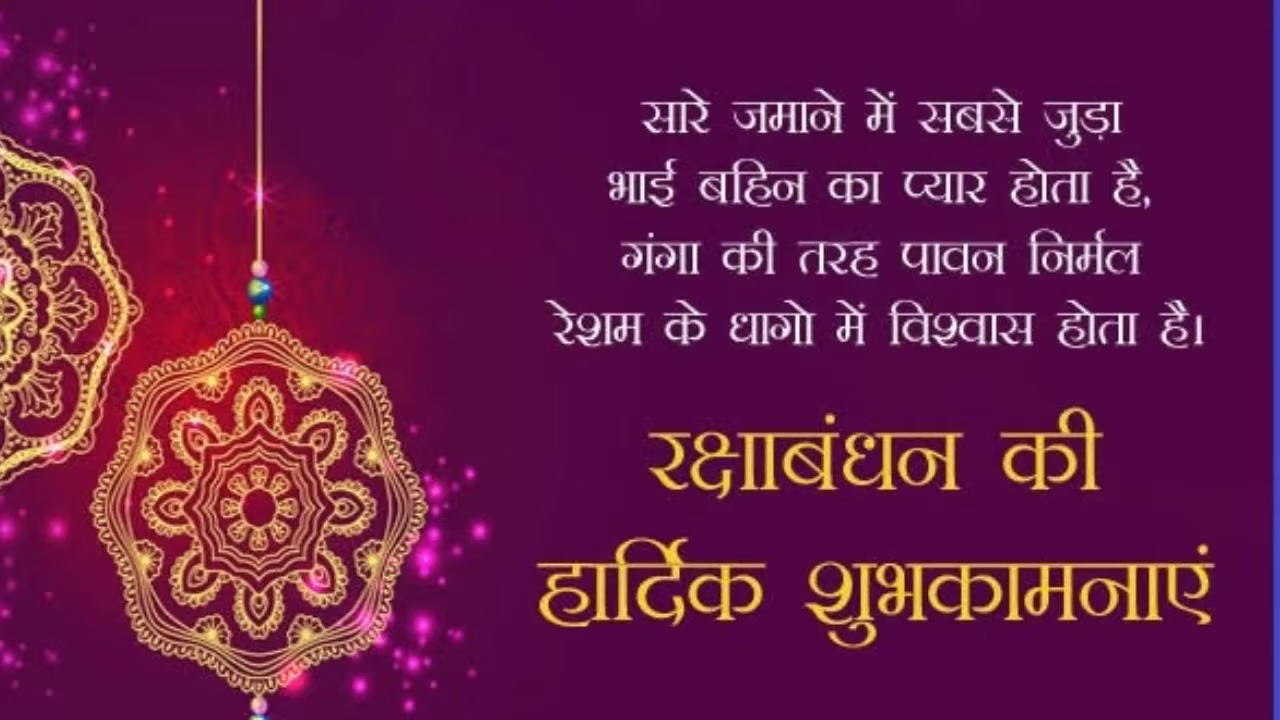 सारे जमाने में सबसे जुड़ा
भाई बहिन का प्यार होता है,
गंगा की तरह पावन निर्मल
रेशम के धागो में विश्वास होता है।
रक्षाबंधन की
हार्दिक शुभकामनाएं